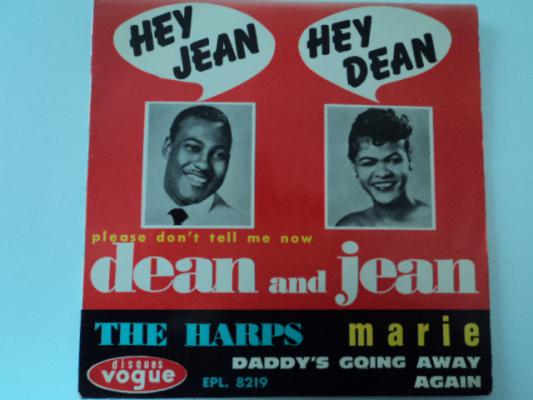 HEY
JEAN
HEY
DEAN
please don't tell me now
dean and jean
THE HARPS marie
DADDY'S GOING AWAY
AGAIN
disques
vogue
EPL. 8219